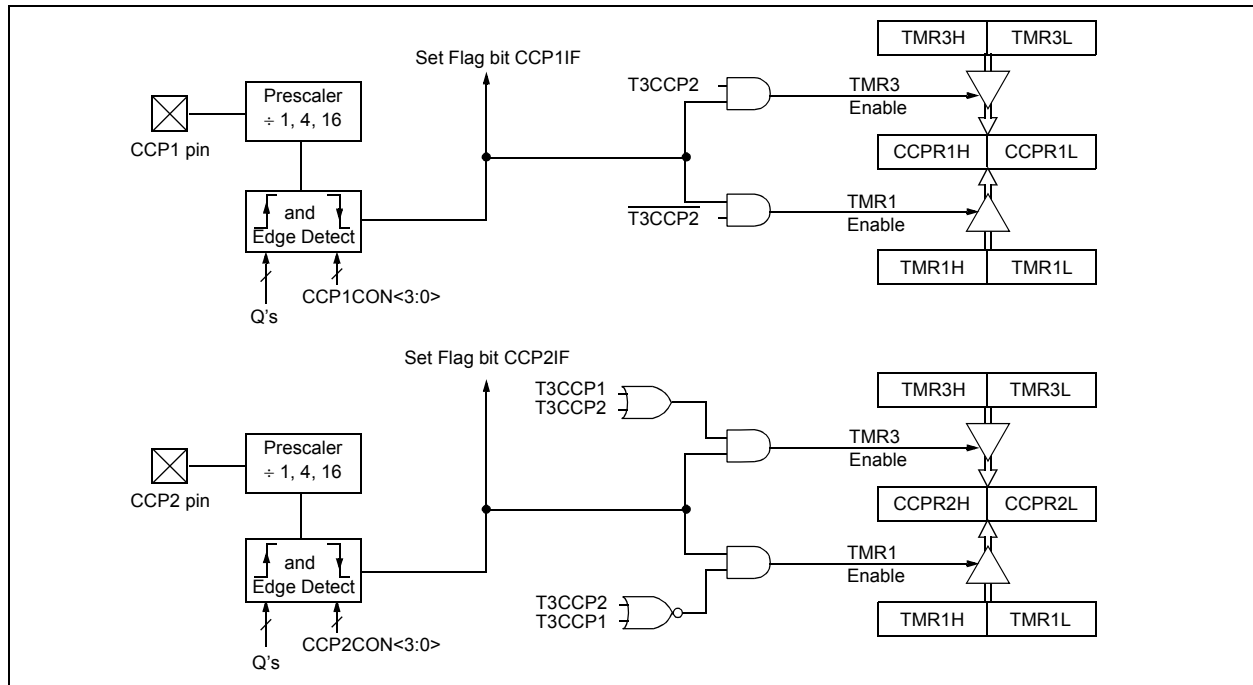 TMR3H TMR3L
Set Flag bit CCP1IF
T3CCP2
TMR3
Enable
Prescaler
÷ 1, 4, 16
CCP1 pin
CCPR1H CCPR1L
and
Edge Detect
T3CCP2
TMR1
Enable
TMR1H TMR1L
CCP1CON<3:0>
Q's
Set Flag bit CCP2IF
T3CCP1
T3CCP2
TMR3H TMR3L
TMR3
Enable
Prescaler
÷ 1, 4, 16
CCP2 pin
CCPR2H CCPR2L
and
Edge Detect
TMR1
Enable
T3CCP2
T3CCP1
TMR1H TMR1L
CCP2CON<3:0>
Q's